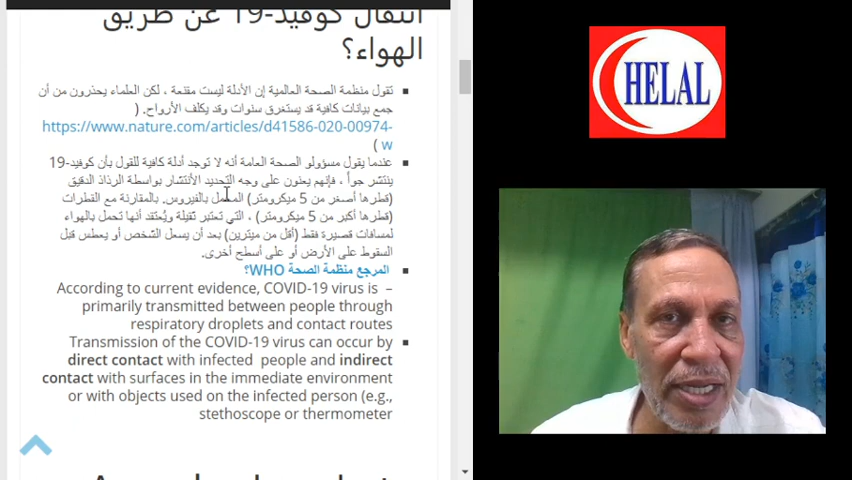 انتقال كوفيد-19 عن طريق
الهواء؟
تقول منظمة الصحة العالمية إن الأدلة ليست مقنعة ، لكن العلماء يحذرون من أن
جمع بيانات كافية قد يستغرق سنوات وقد يكلف الأرواح. (
https://www.nature.com/articles/d41586-020-00974-
w )
عندما يقول مسؤولو الصحة العامة أنه لا توجد أدلة كافية للقول بأن كوفيد-19
ينتشر جواً ، فإنهم يعنون على وجه التحديد الأنتشار بواسطة الرذاذ الدقيق
(قطرها أصغر من 5 ميكرومتر) المحمل بالفيروس. بالمقارنة مع القطرات
(قطرها أكبر من 5 ميكرومتر) ، التي تعتبر ثقيلة ويُعتقد أنها تحمل بالهواء
لمسافات قصيرة فقط (أقل من ميترين) بعد أن يسعل الشخص أو يعطس قبل
السقوط على الأرض أو على أسطح أخرى.
المرجع منظمة الصحة WHO؟
According to current evidence, COVID-19 virus is –
primarily transmitted between people through
respiratory droplets and contact routes
Transmission of the COVID-19 virus can occur by
direct contact with infected people and indirect
contact with surfaces in the immediate environment
or with objects used on the infected person (e.g.,
stethoscope or thermometer
HELAL